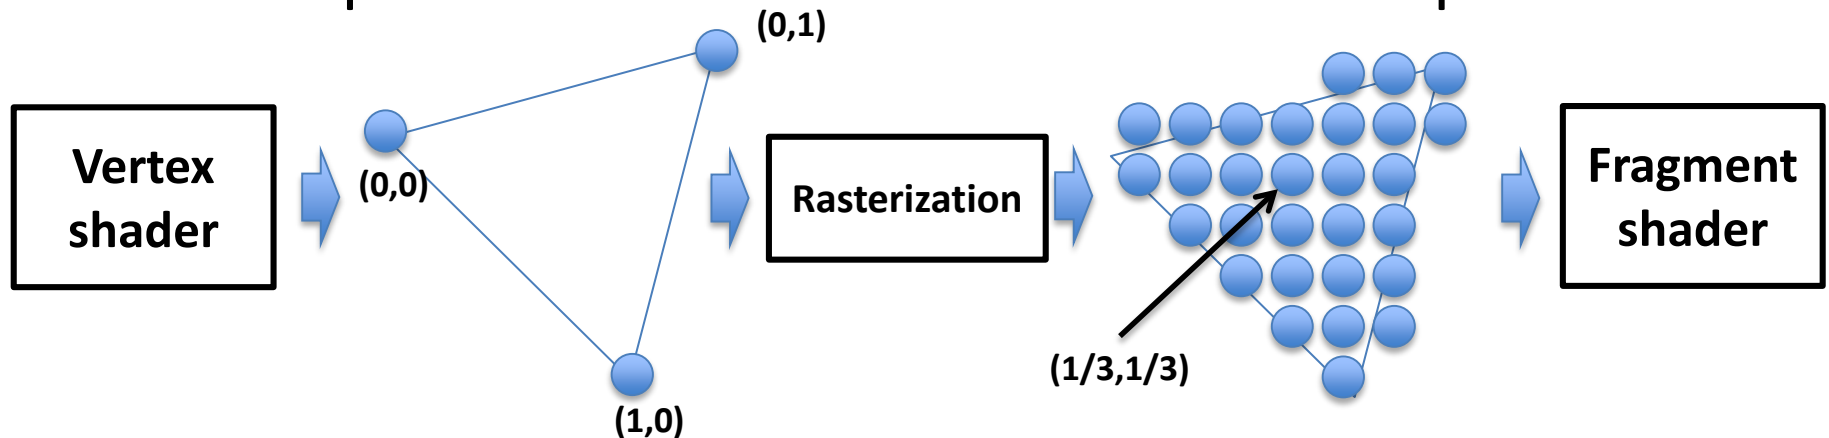 (0,1)
Vertex
shader
(0,0)
(1,0)
Rasterization
(1/3,1/3)
Fragment
shader